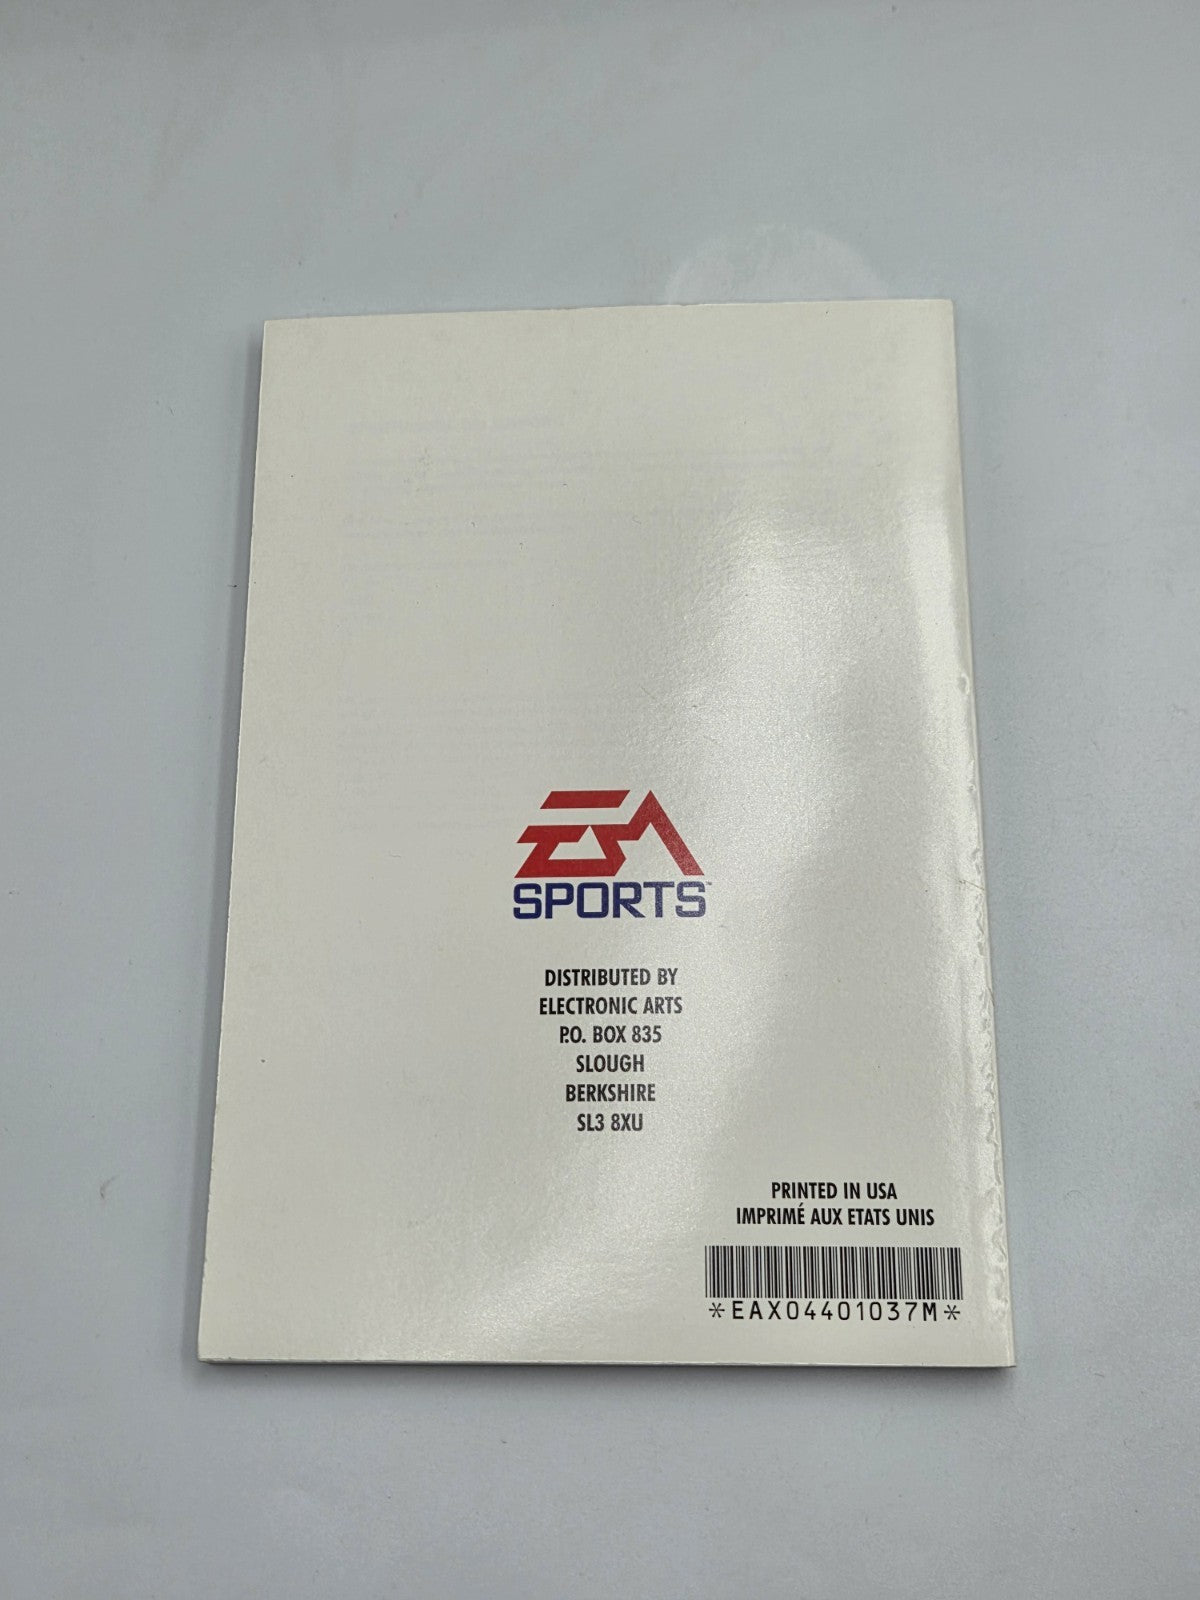 EA
SPORTS™
DISTRIBUTED BY
ELECTRONIC ARTS
P.O. BOX 835
SLOUGH
BERKSHIRE
SL3 8XU
PRINTED IN USA
IMPRIMÉ AUX ETATS UNIS
*EAX04401037M*